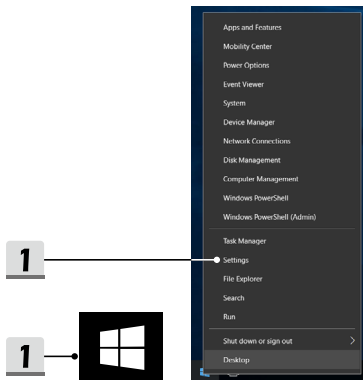 Apps and Features
Mobility Center
Power Options
Event Viewer
System
Device Manager
Network Connections
Disk Management
Computer Management
Windows PowerShell
Windows PowerShell (Admin)
Task Manager
1
Settings
File Explorer
Search
Run
Shut down or sign out
1
Desktop